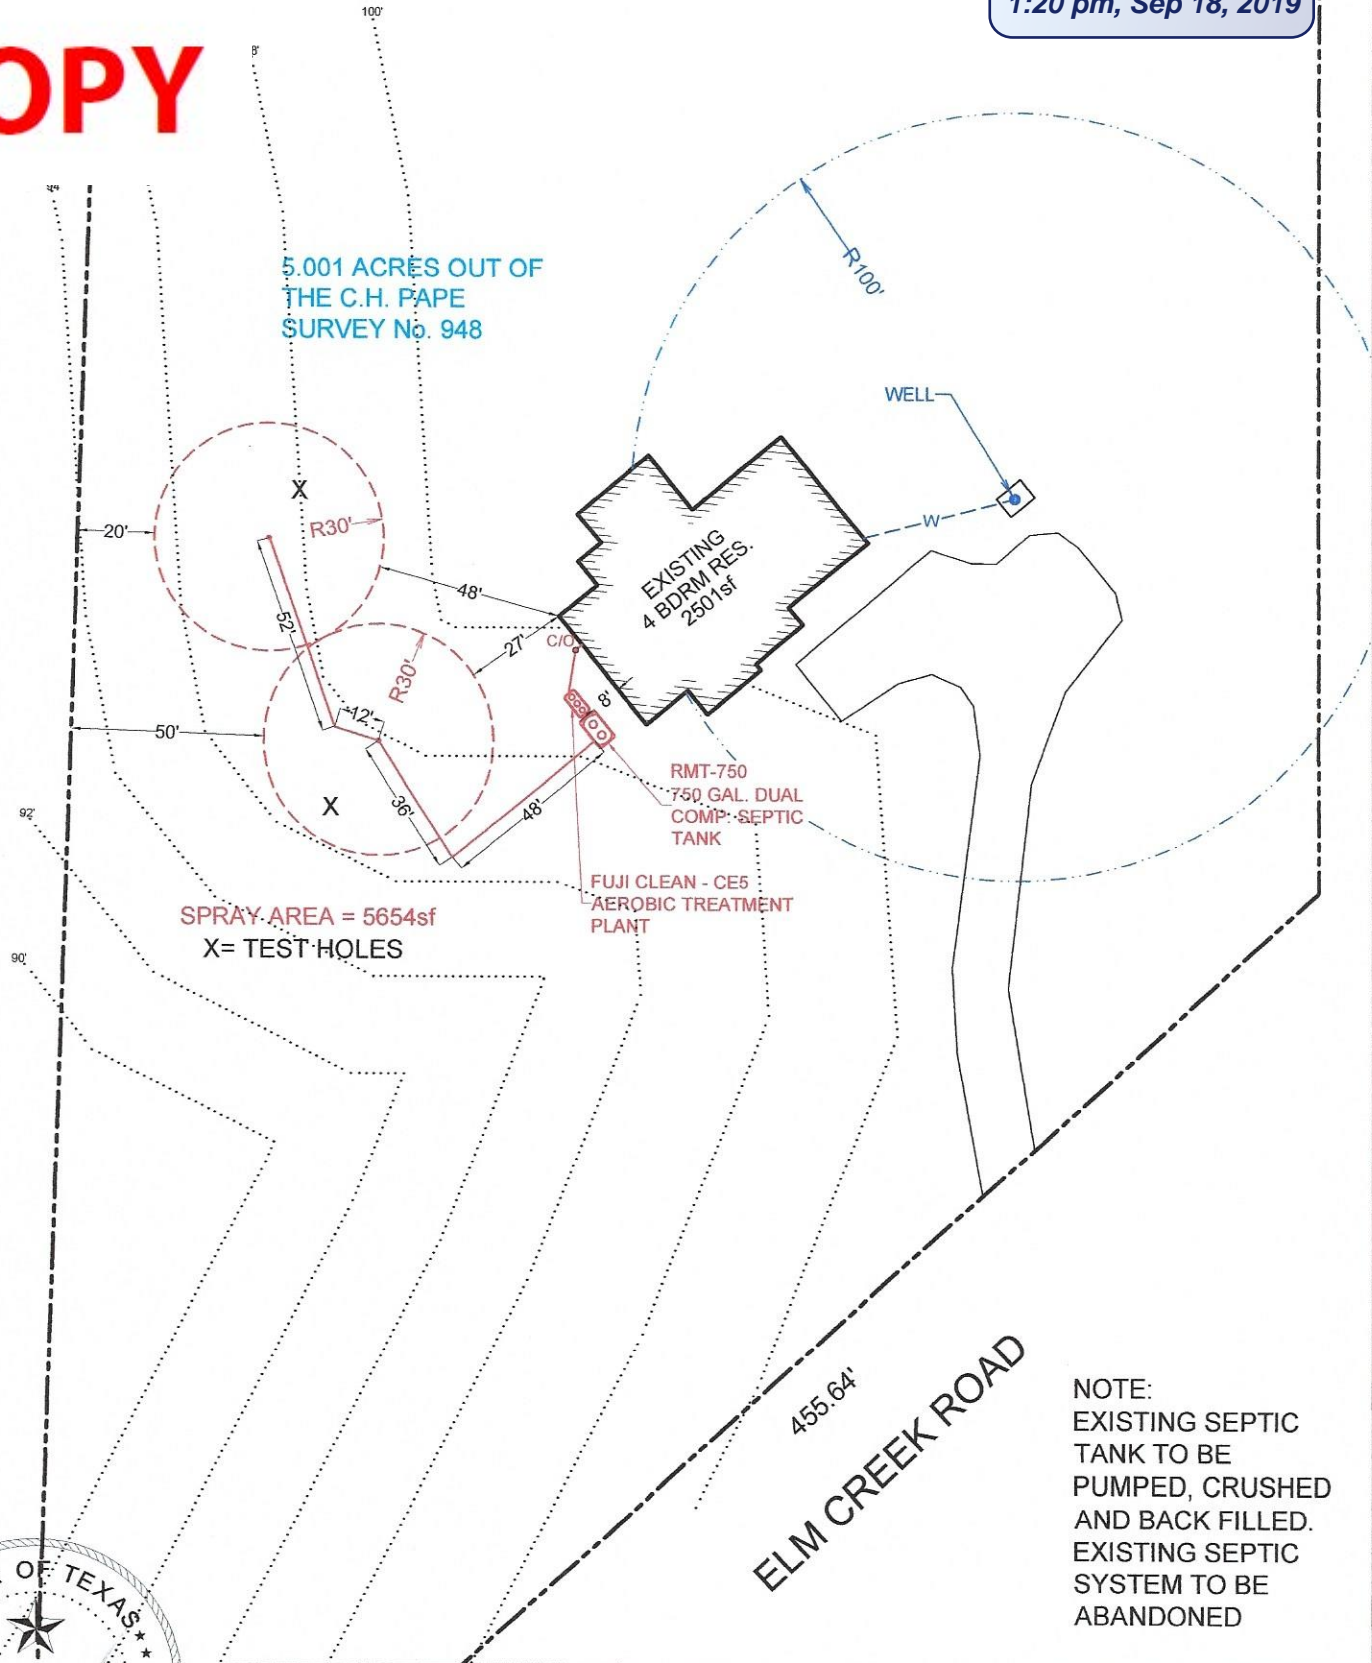 1:20 pm, Sep 18, 2019
OPY
100'
8'
94
5.001 ACRES OUT OF
THE C.H. PAPE
SURVEY No. 948
R100'
WELL
W
X
R30'
20'
48'
52'
EXISTING
4 BDRM RES.
2501sf
27'
C/O
R30'
8'
12'
50'
36'
48'
X
RMT-750
750 GAL. DUAL
COMP. SEPTIC
TANK
92'
FUJI CLEAN - CE5
AEROBIC TREATMENT
PLANT
SPRAY AREA = 5654sf
X= TEST HOLES
90'
455.64'
ELM CREEK ROAD
NOTE:
EXISTING SEPTIC
TANK TO BE
PUMPED, CRUSHED
AND BACK FILLED.
EXISTING SEPTIC
SYSTEM TO BE
ABANDONED
OF TEXAS